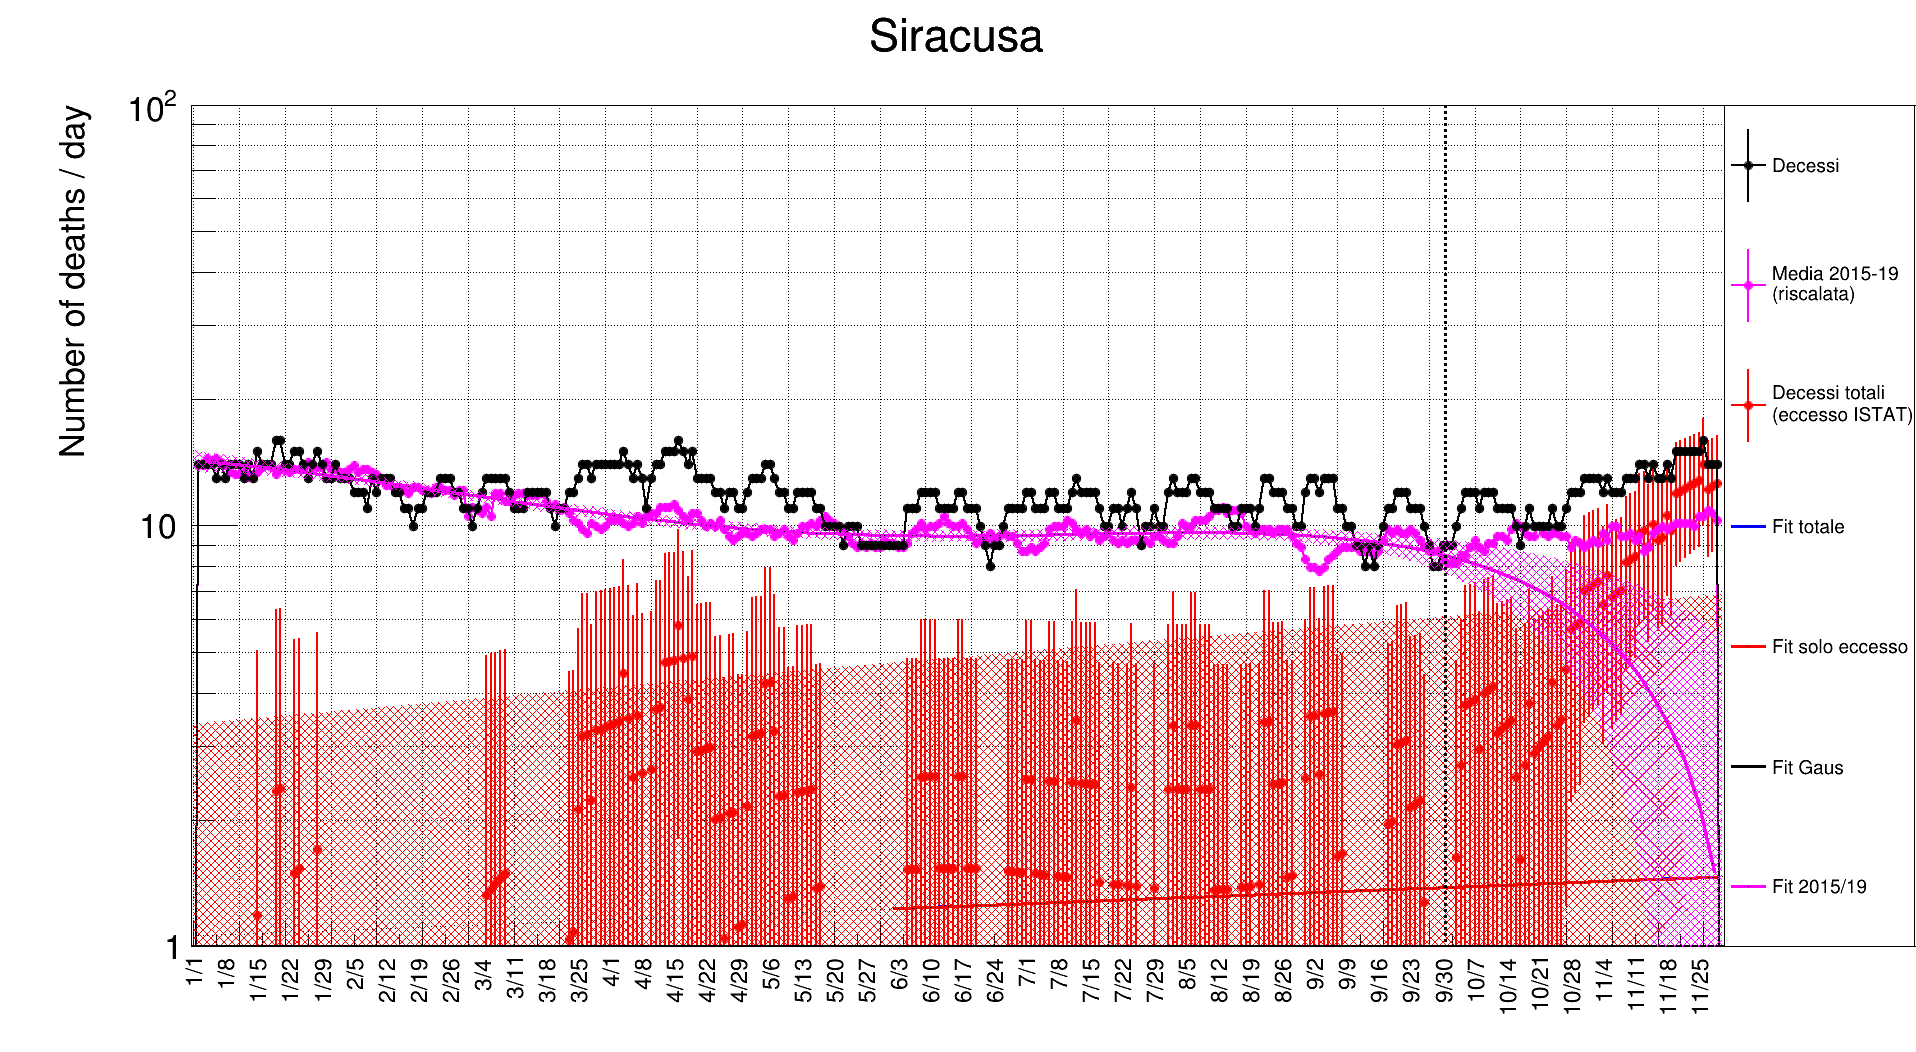 Siracusa
Number of deaths / day
10²
10
1
1/1 1/8 1/15 1/22 1/29 2/5 2/12 2/19 2/26 3/4 3/11 3/18 3/25 4/1 4/8 4/15 4/22 4/29 5/6 5/13 5/20 5/27 6/3 6/10 6/17 6/24 7/1 7/8 7/15 7/22 7/29 8/5 8/12 8/19 8/26 9/2 9/9 9/16 9/23 9/30 10/7 10/14 10/21 10/28 11/4 11/11 11/18 11/25
Decessi
Media 2015-19
(riscalata)
Decessi totali
(eccesso ISTAT)
Fit totale
Fit solo eccesso
Fit Gaus
Fit 2015/19